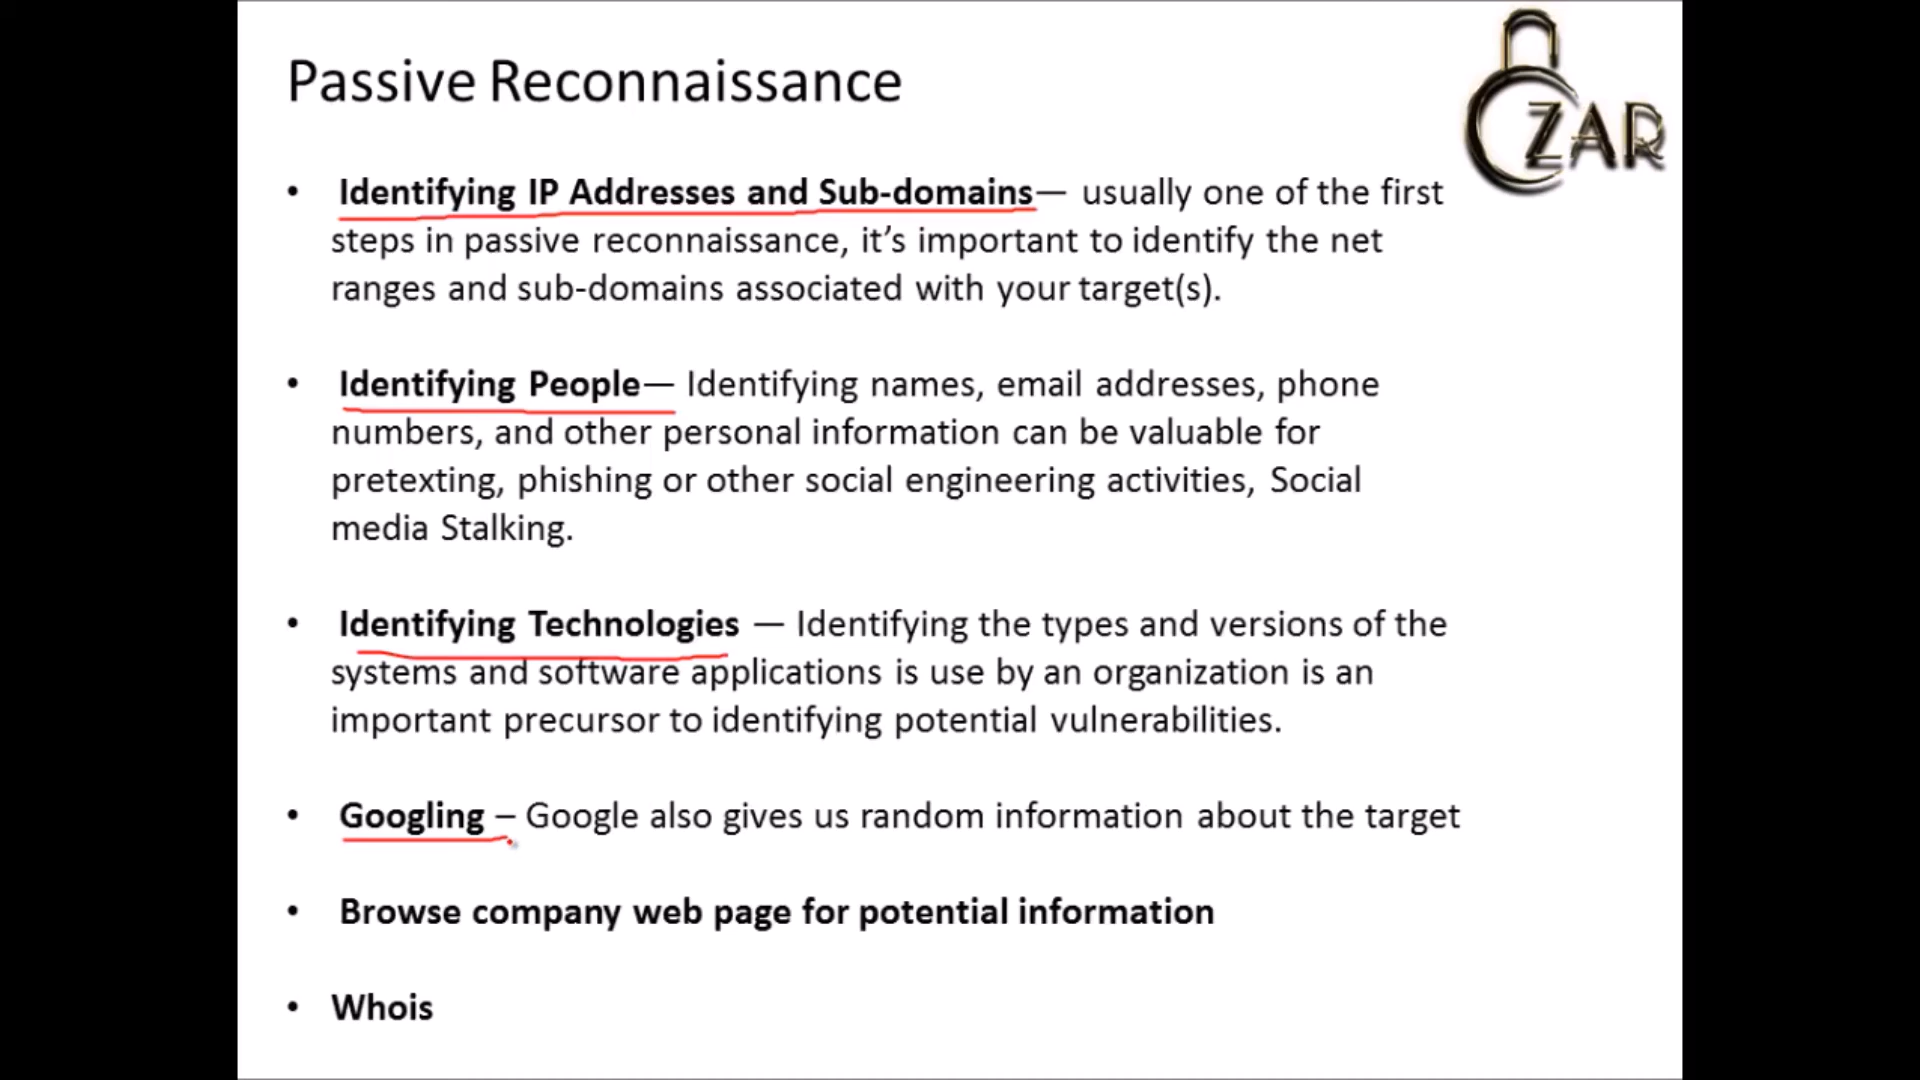 Passive Reconnaissance
CZAR
• Identifying IP Addresses and Sub-domains— usually one of the first
steps in passive reconnaissance, it’s important to identify the net
ranges and sub-domains associated with your target(s).
• Identifying People— Identifying names, email addresses, phone
numbers, and other personal information can be valuable for
pretexting, phishing or other social engineering activities, Social
media Stalking.
• Identifying Technologies — Identifying the types and versions of the
systems and software applications is use by an organization is an
important precursor to identifying potential vulnerabilities.
• Googling – Google also gives us random information about the target
• Browse company web page for potential information
• Whois